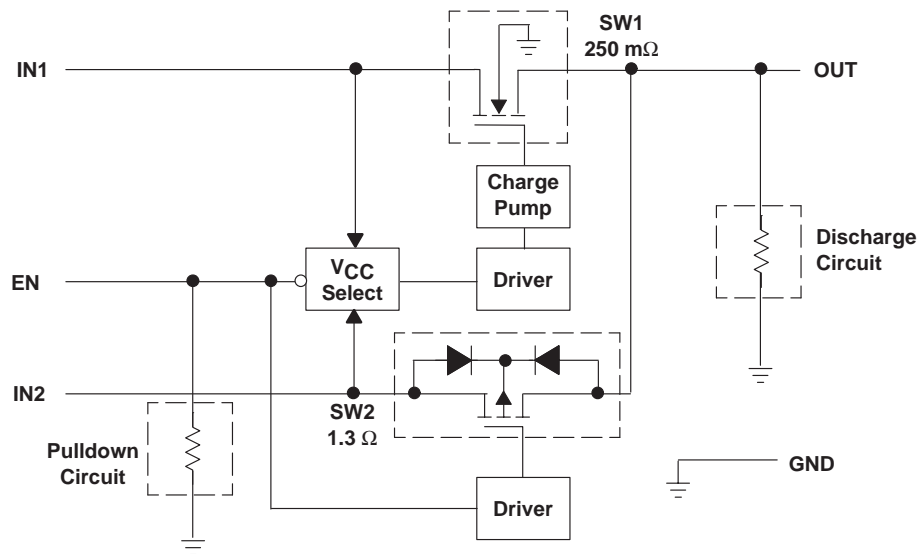 SW1
250 mΩ
IN1
OUT
Charge
Pump
Discharge
Circuit
VCC
Select
Driver
EN
IN2
SW2
1.3 Ω
Pulldown
Circuit
GND
Driver